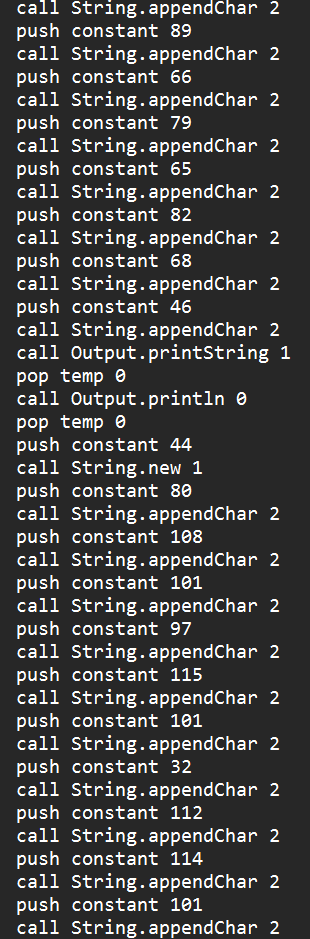 call String.appendChar 2
push constant 89
call String.appendChar 2
push constant 66
call String.appendChar 2
push constant 79
call String.appendChar 2
push constant 65
call String.appendChar 2
push constant 82
call String.appendChar 2
push constant 68
call String.appendChar 2
push constant 46
call String.appendChar 2
call Output.printString 1
pop temp 0
call Output.println 0
pop temp 0
push constant 44
call String.new 1
push constant 80
call String.appendChar 2
push constant 108
call String.appendChar 2
push constant 101
call String.appendChar 2
push constant 97
call String.appendChar 2
push constant 115
call String.appendChar 2
push constant 101
call String.appendChar 2
push constant 32
call String.appendChar 2
push constant 112
call String.appendChar 2
push constant 114
call String.appendChar 2
push constant 101
call String.appendChar 2